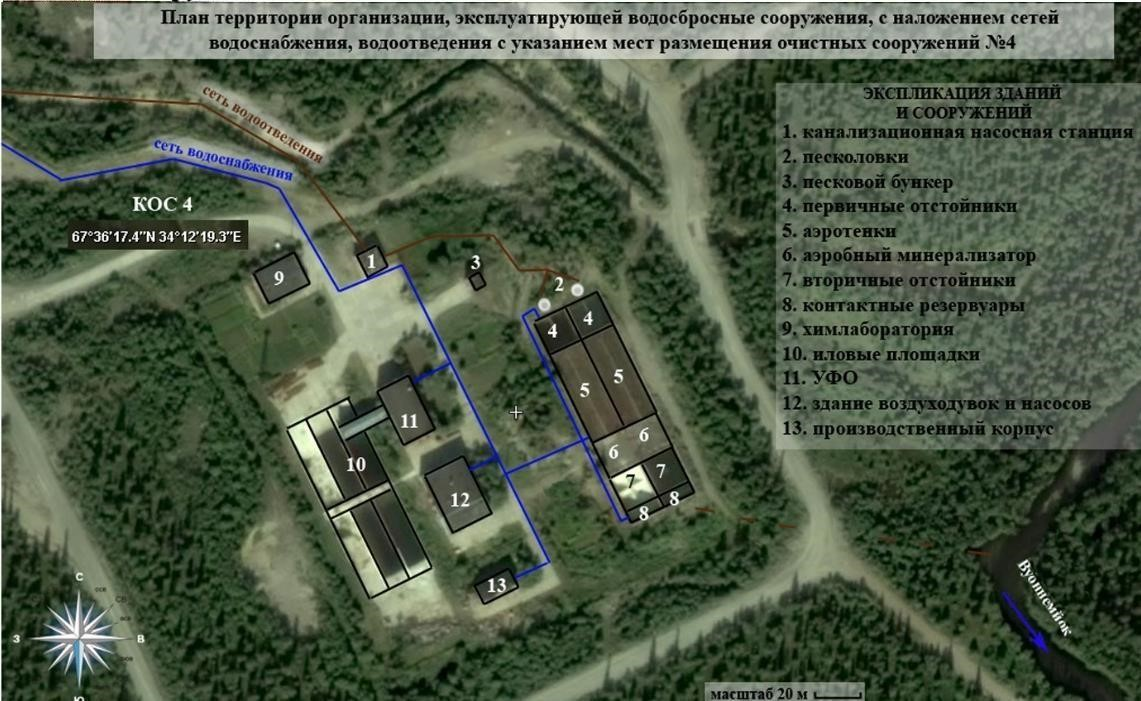 План территории организации, эксплуатирующей водосбросные сооружения, с наложением сетей
водоснабжения, водоотведения с указанием мест размещения очистных сооружений №4
сеть водоотведения
сеть водоснабжения
КОС 4
67°36'17.4"N 34°12'19.3"E
ЭКСПЛИКАЦИЯ ЗДАНИЙ
И СООРУЖЕНИЙ
1. канализационная насосная станция
2. песколовки
3. песковой бункер
4. первичные отстойники
5. аэротенки
6. аэробный минерализатор
7. вторичные отстойники
8. контактные резервуары
9. химлаборатория
10. иловые площадки
11. УФО
12. здание воздуходувок и насосов
13. производственный корпус
1
9
3
2
4
4
5
5
11
6
6
10
7
7
12
8
8
13
Вуоннемйок
С
З
В
Ю
масштаб 20 м